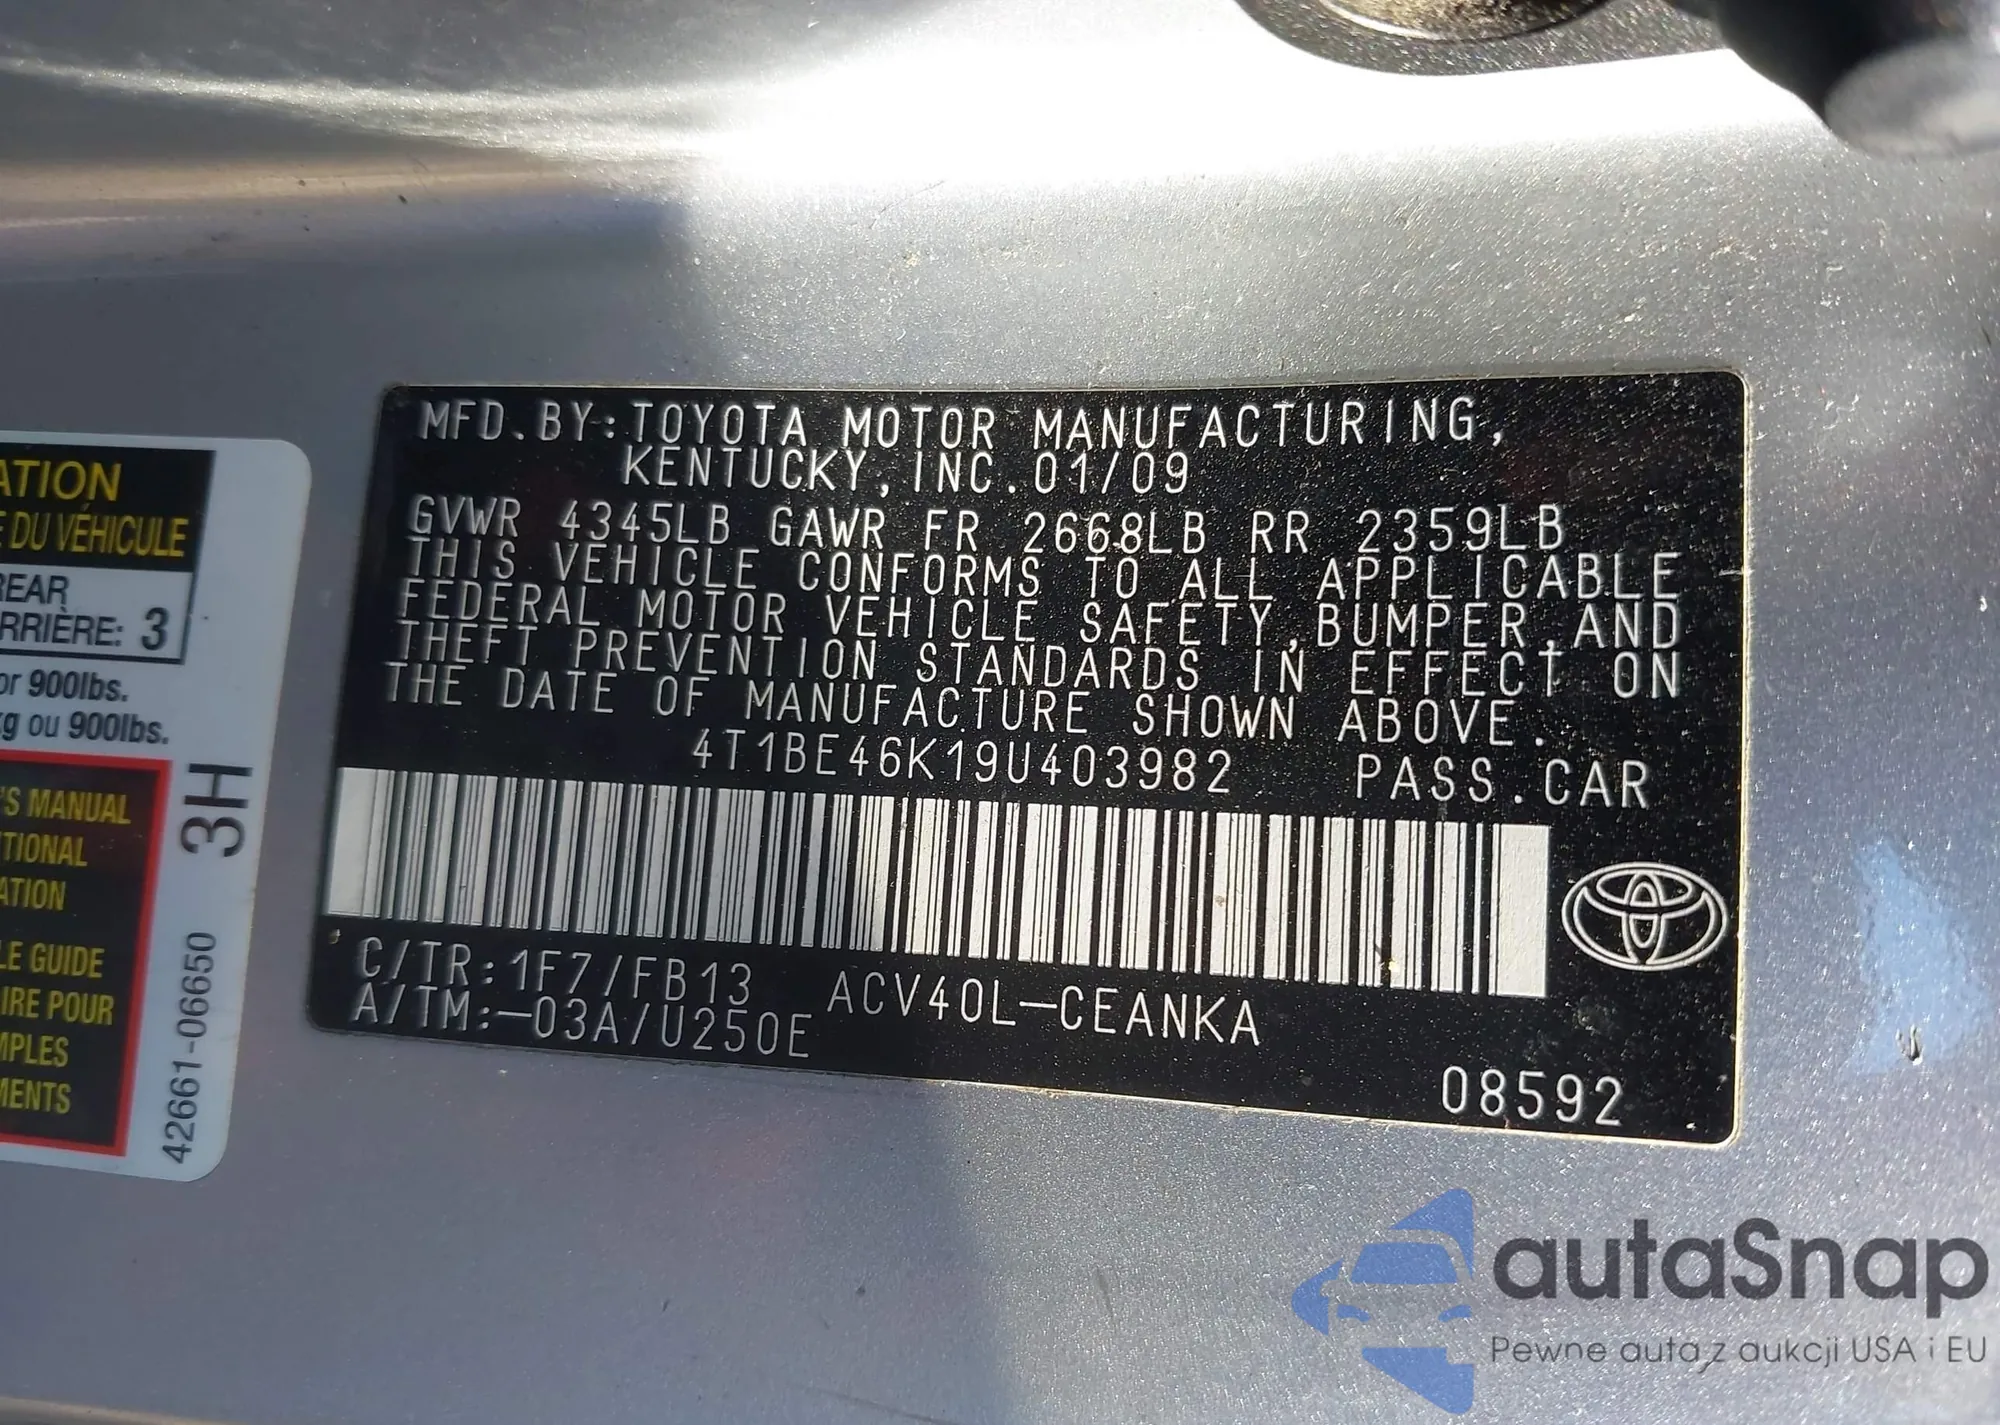 ATION
E DU VÉHICULE
REAR
ARRIÈRE: 3
or 900lbs.
kg ou 900lbs.
'S MANUAL
TIONAL
ATION
LE GUIDE
AIRE POUR
MPLES
MENTS
3H
42661-06650
MFD.BY:TOYOTA MOTOR MANUFACTURING,
KENTUCKY,INC.01/09
GVWR 4345LB GAWR FR 2668LB RR 2359LB
THIS VEHICLE CONFORMS TO ALL APPLICABLE
FEDERAL MOTOR VEHICLE SAFETY,BUMPER,AND
THEFT PREVENTION STANDARDS IN EFFECT ON
THE DATE OF MANUFACTURE SHOWN ABOVE.
4T1BE46K19U403982 PASS.CAR
C/TR:1F7/FB13 ACV40L-CEANKA
A/TM:-03A/U250E
08592
autaSnap
Pewne auta z aukcji USA i EU